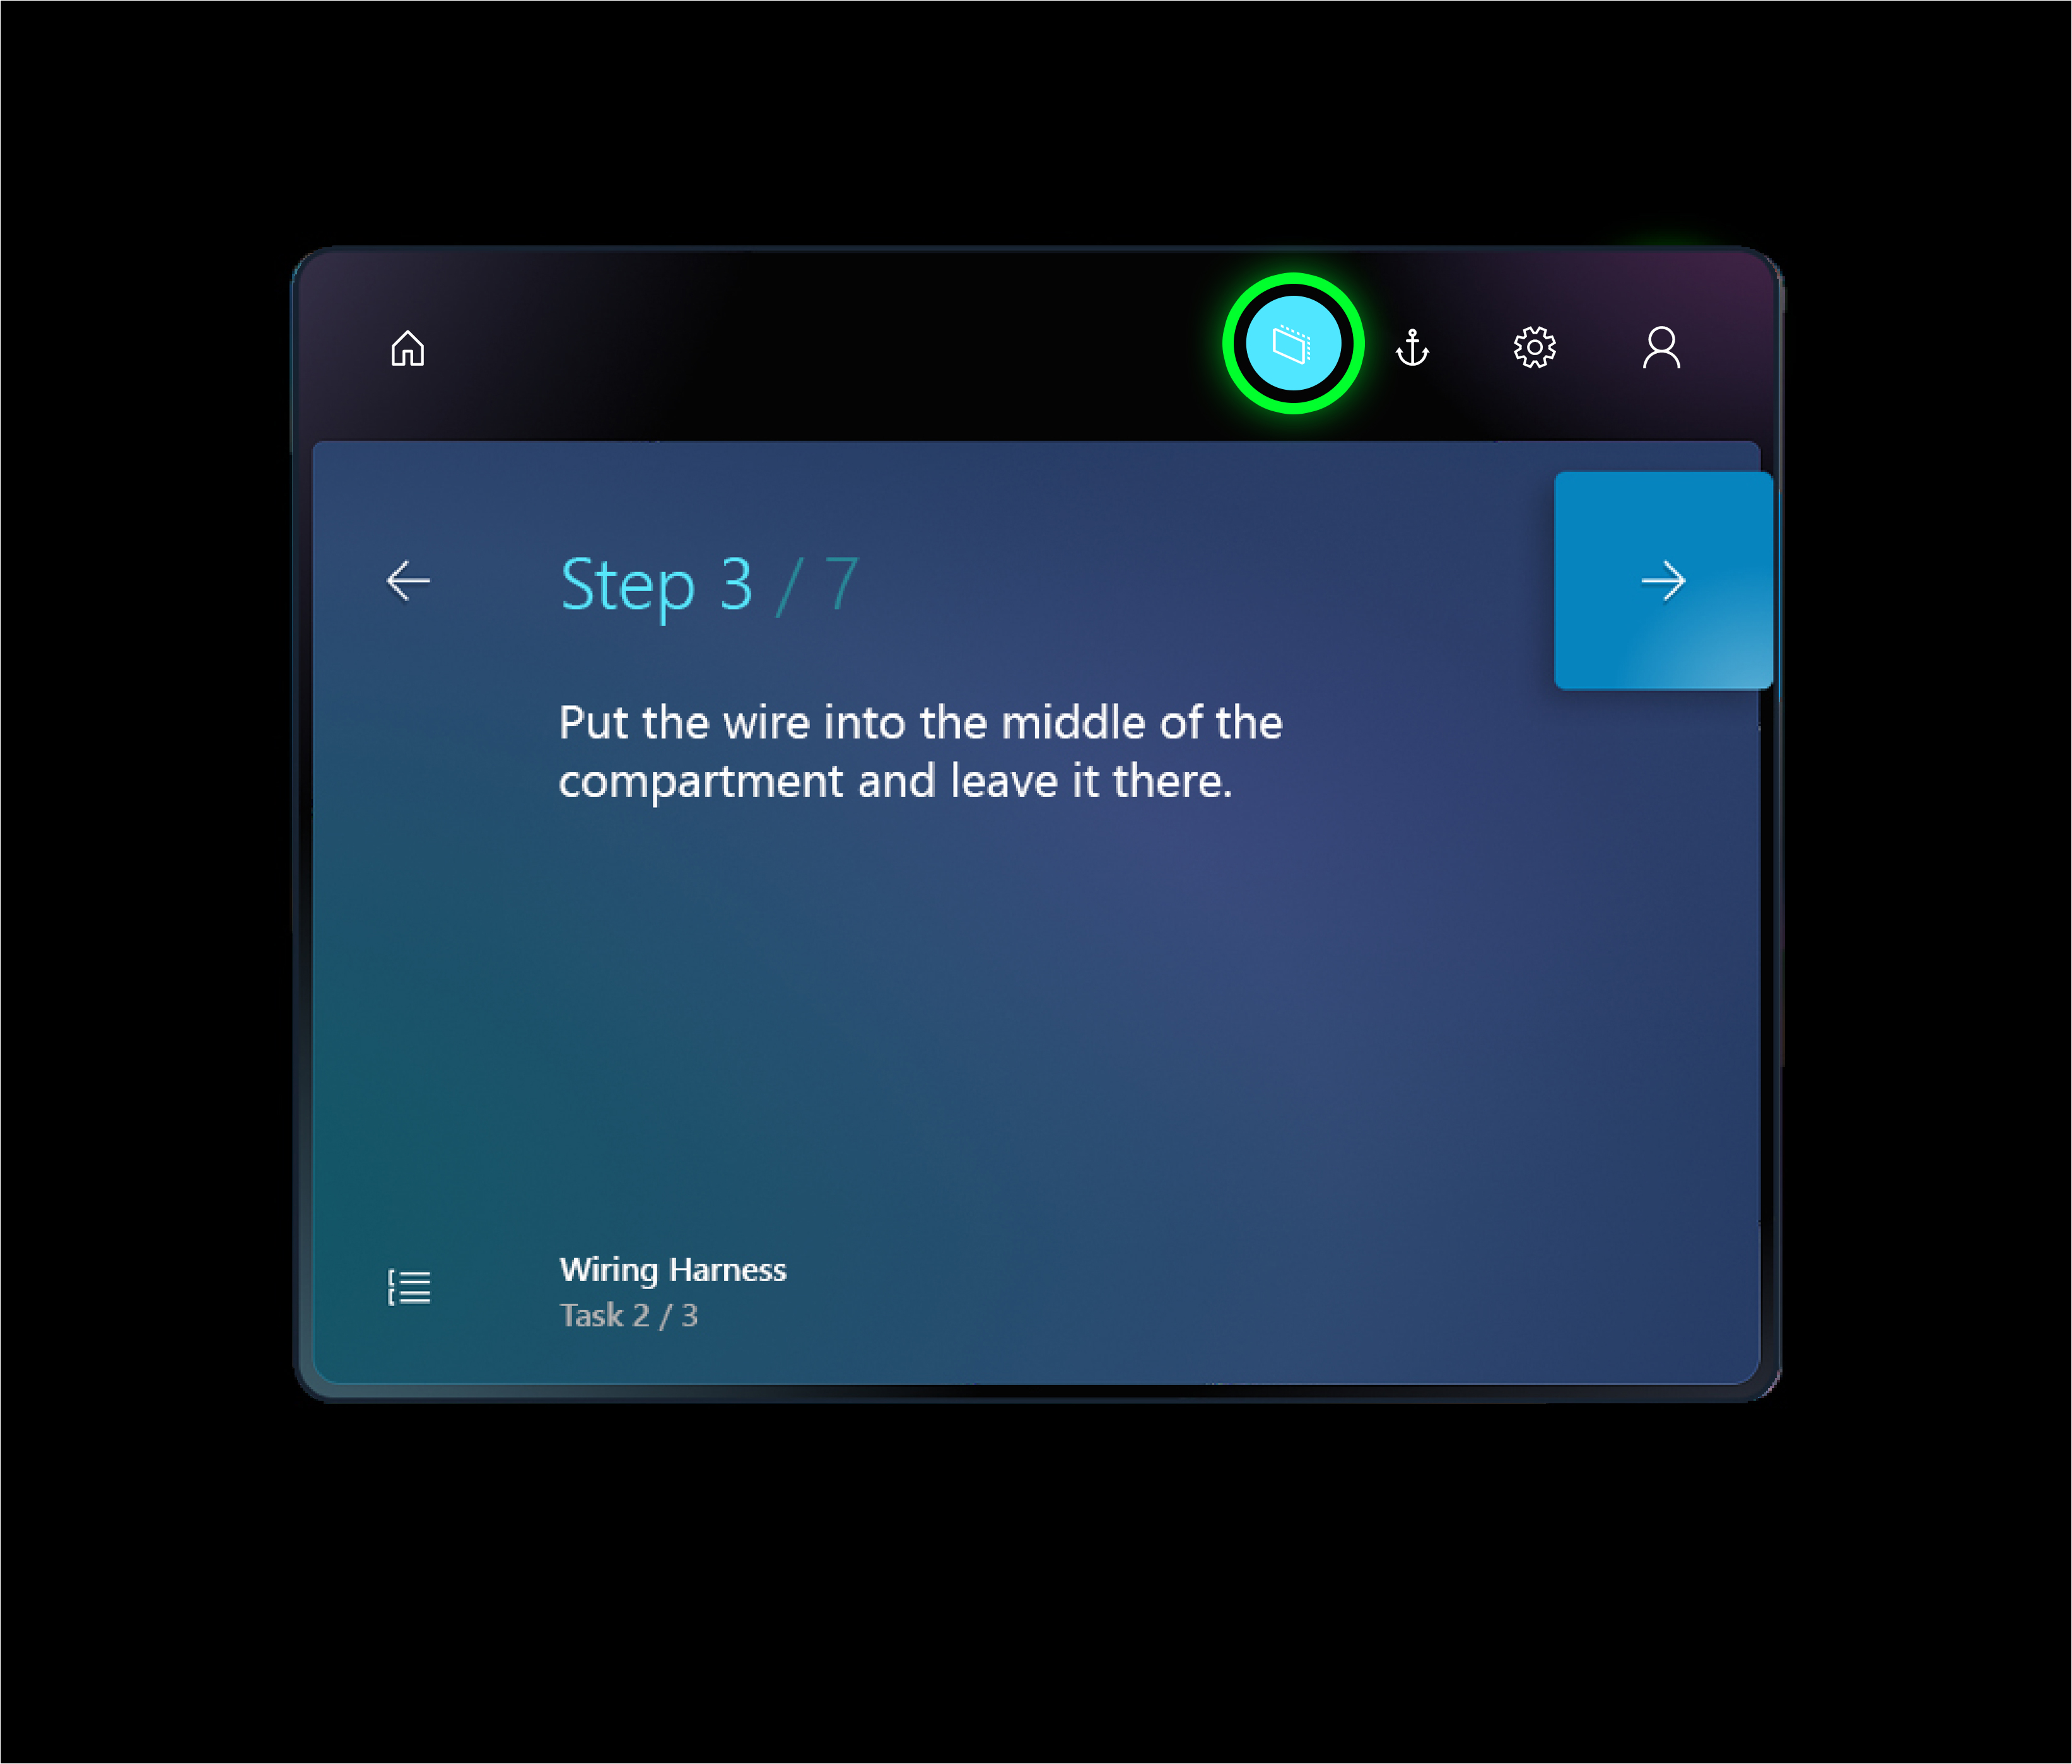 Step 3 / 7
Put the wire into the middle of the
compartment and leave it there.
Wiring Harness
Task 2 / 3